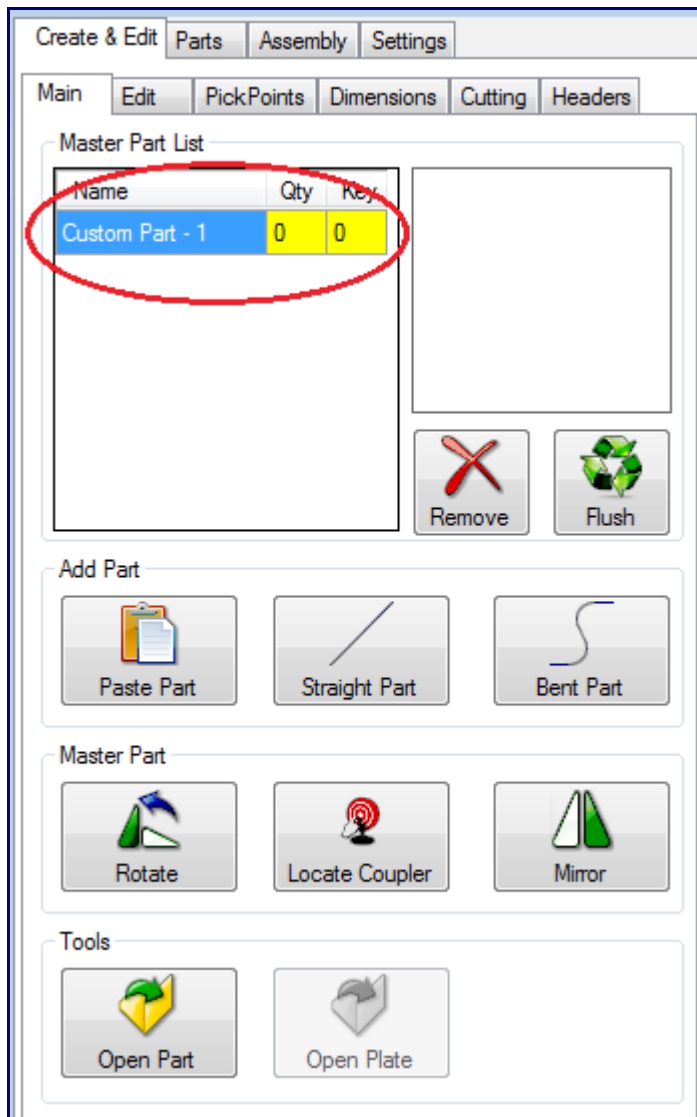 Create & Edit Parts Assembly Settings
Main Edit PickPoints Dimensions Cutting Headers
Master Part List
Name Qty Key
Custom Part - 1 0 0
Remove Flush
Add Part
Paste Part Straight Part Bent Part
Master Part
Rotate Locate Coupler Mirror
Tools
Open Part Open Plate